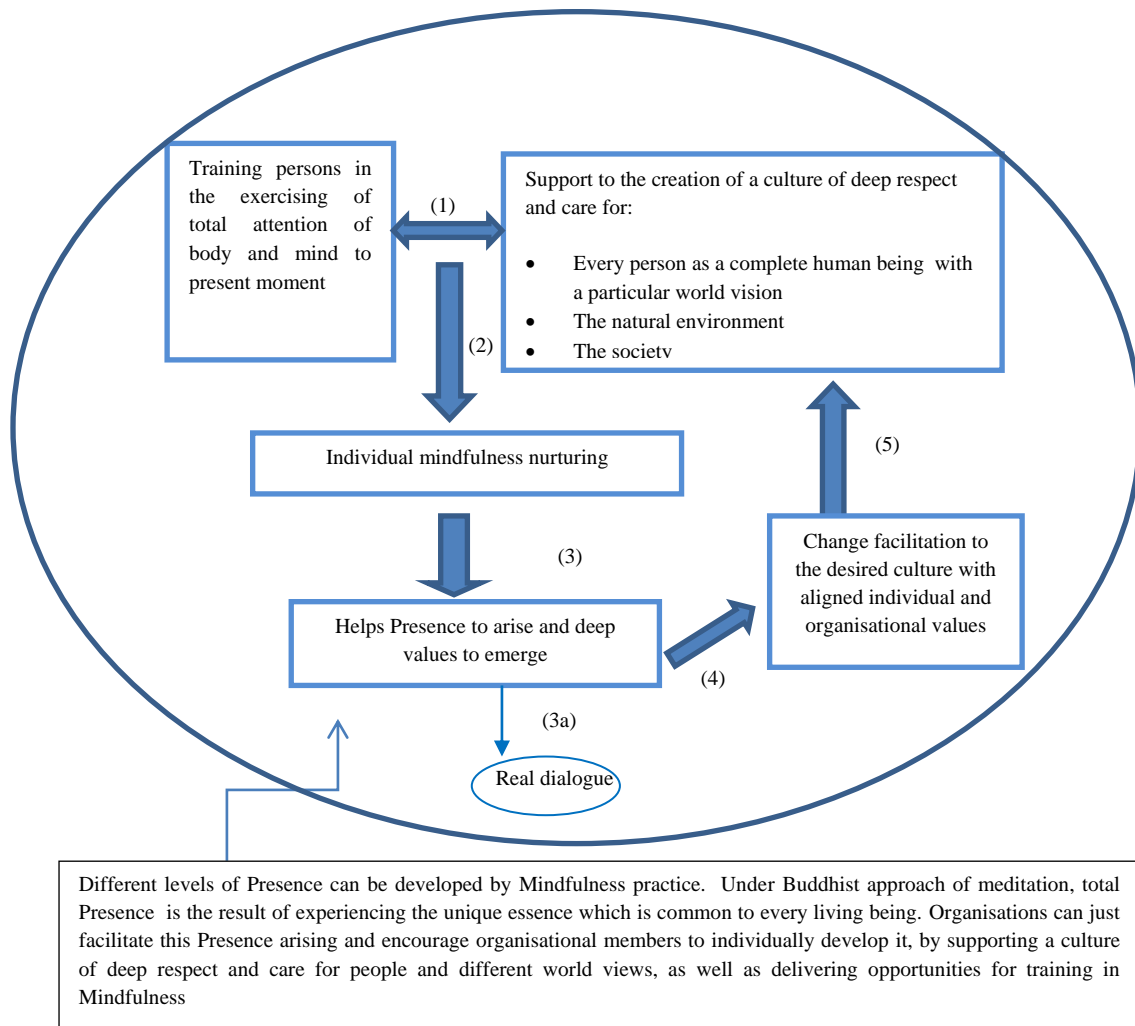 Training persons in
the exercising of
total attention of
body and mind to
present moment
(1)
Support to the creation of a culture of deep respect
and care for:
• Every person as a complete human being with
a particular world vision
• The natural environment
• The society
(2)
Individual mindfulness nurturing
(5)
(3)
Change facilitation to
the desired culture with
aligned individual and
organisational values
Helps Presence to arise and deep
values to emerge
(4)
(3a)
Real dialogue
Different levels of Presence can be developed by Mindfulness practice. Under Buddhist approach of meditation, total
Presence is the result of experiencing the unique essence which is common to every living being. Organisations can just
facilitate this Presence arising and encourage organisational members to individually develop it, by supporting a culture
of deep respect and care for people and different world views, as well as delivering opportunities for training in
Mindfulness